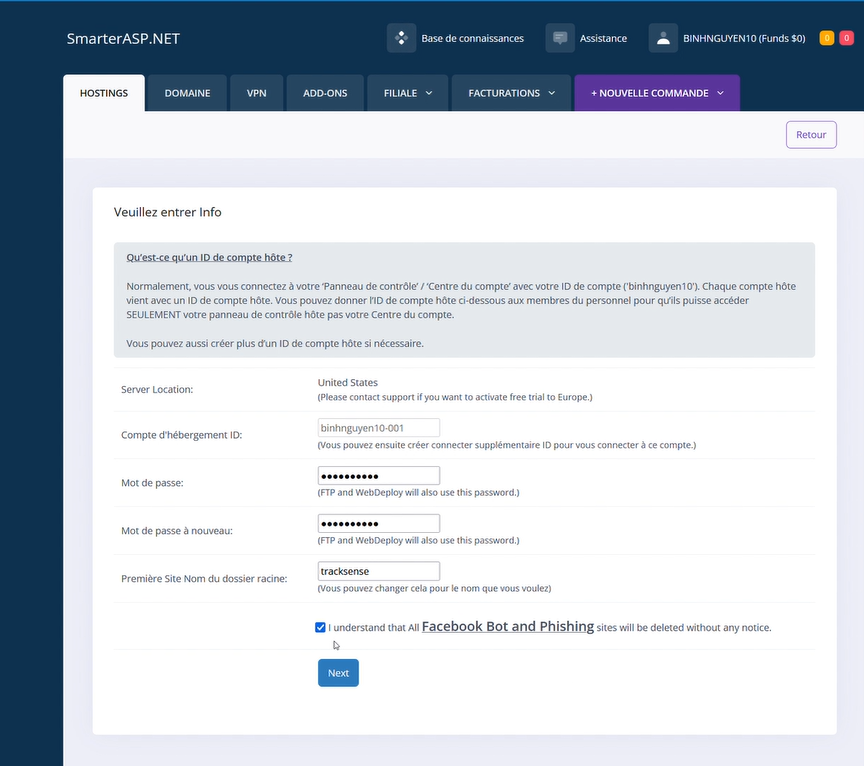 SmarterASP.NET
Base de connaissances
Assistance
BINHNGUYEN10 (Funds $0)
0
0
HOSTINGS
DOMAINE
VPN
ADD-ONS
FILIALE
FACTURATIONS
+ NOUVELLE COMMANDE
Retour
Veuillez entrer Info
Qu'est-ce qu'un ID de compte hôte ?
Normalement, vous vous connectez à votre 'Panneau de contrôle' / 'Centre du compte' avec votre ID de compte ('binhnguyen10'). Chaque compte hôte
vient avec un ID de compte hôte. Vous pouvez donner l'ID de compte hôte ci-dessous aux membres du personnel pour qu'ils puisse accéder
SEULEMENT votre panneau de contrôle hôte pas votre Centre du compte.
Vous pouvez aussi créer plus d'un ID de compte hôte si nécessaire.
Server Location:
United States
(Please contact support if you want to activate free trial to Europe.)
Compte d'hébergement ID:
binhnguyen10-001
(Vous pouvez ensuite créer connecter supplémentaire ID pour vous connecter à ce compte.)
Mot de passe:
••••••••••
(FTP and WebDeploy will also use this password.)
Mot de passe à nouveau:
••••••••••
(FTP and WebDeploy will also use this password.)
Première Site Nom du dossier racine:
tracksense
(Vous pouvez changer cela pour le nom que vous voulez)
I understand that All Facebook Bot and Phishing sites will be deleted without any notice.
Next